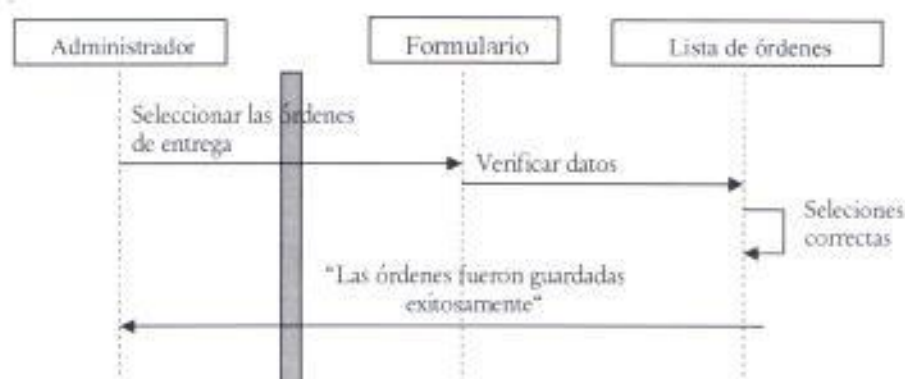 Administrador
Formulario
Lista de órdenes
Seleccionar las órdenes
de entrega
Verificar datos
Seleciones
correctas
"Las órdenes fueron guardadas
exitosamente"